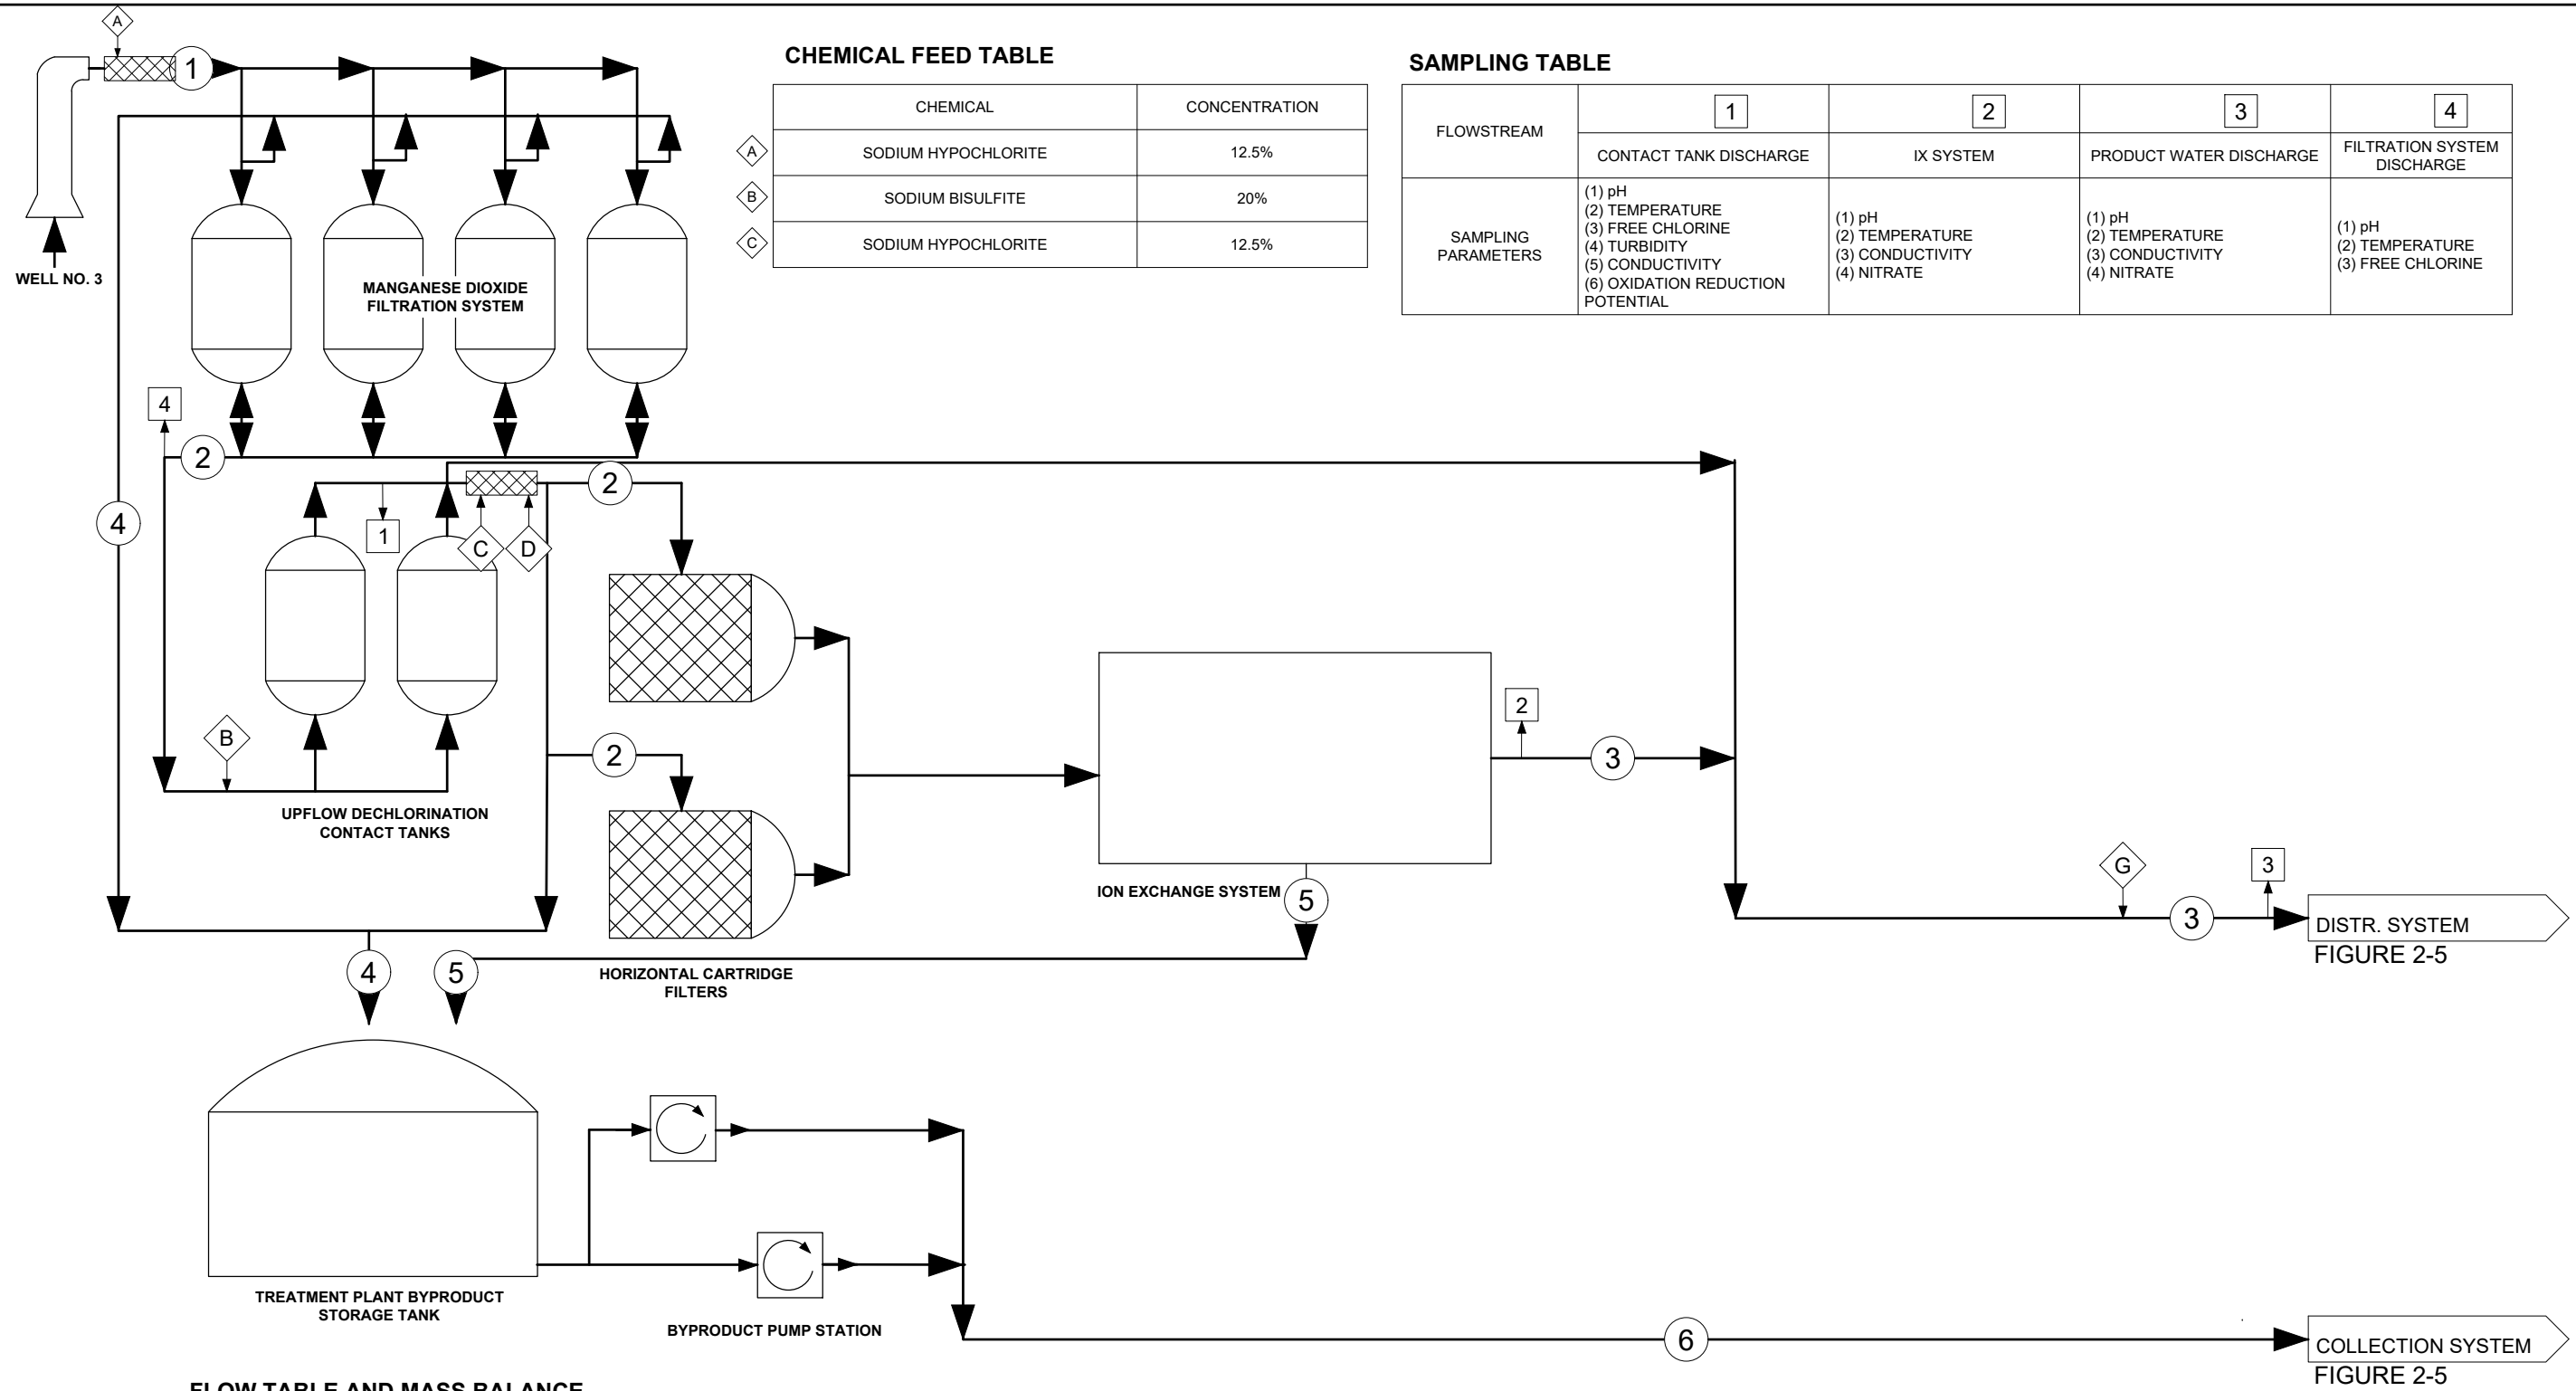 A
1
WELL NO. 3
CHEMICAL FEED TABLE
CHEMICAL CONCENTRATION
A SODIUM HYPOCHLORITE 12.5%
B SODIUM BISULFITE 20%
C SODIUM HYPOCHLORITE 12.5%
SAMPLING TABLE
FLOWSTREAM
1 2 3 4
CONTACT TANK DISCHARGE
IX SYSTEM
PRODUCT WATER DISCHARGE
FILTRATION SYSTEM
DISCHARGE
SAMPLING
PARAMETERS
(1) pH
(2) TEMPERATURE
(3) FREE CHLORINE
(4) TURBIDITY
(5) CONDUCTIVITY
(6) OXIDATION REDUCTION
POTENTIAL
(1) pH
(2) TEMPERATURE
(3) CONDUCTIVITY
(4) NITRATE
(1) pH
(2) TEMPERATURE
(3) CONDUCTIVITY
(4) NITRATE
(1) pH
(2) TEMPERATURE
(3) FREE CHLORINE
MANGANESE DIOXIDE
FILTRATION SYSTEM
4
2
2
4
1
C D
B
2
UPFLOW DECHLORINATION
CONTACT TANKS
2
3
ION EXCHANGE SYSTEM
5
G
3
3
DISTR. SYSTEM
FIGURE 2-5
4
5
HORIZONTAL CARTRIDGE
FILTERS
TREATMENT PLANT BYPRODUCT
STORAGE TANK
BYPRODUCT PUMP STATION
6
COLLECTION SYSTEM
FIGURE 2-5
FLOW TABLE AND MASS BALANCE